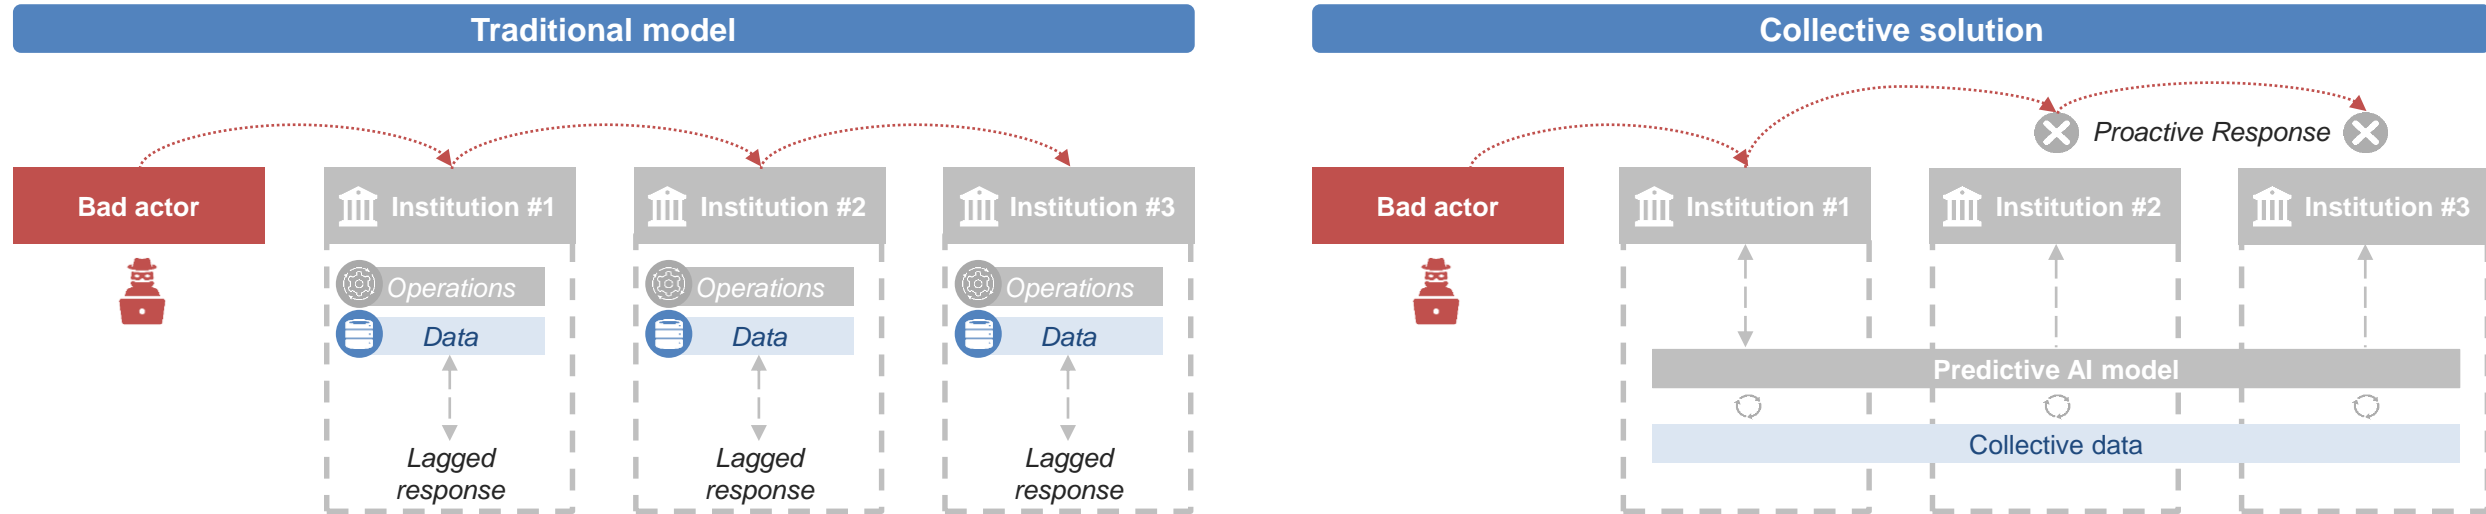 Traditional model
Bad actor
Institution #1
Institution #2
Institution #3
Operations
Operations
Operations
Data
Data
Data
Lagged
response
Lagged
response
Lagged
response
Collective solution
Proactive Response
Bad actor
Institution #1
Institution #2
Institution #3
Predictive AI model
Collective data